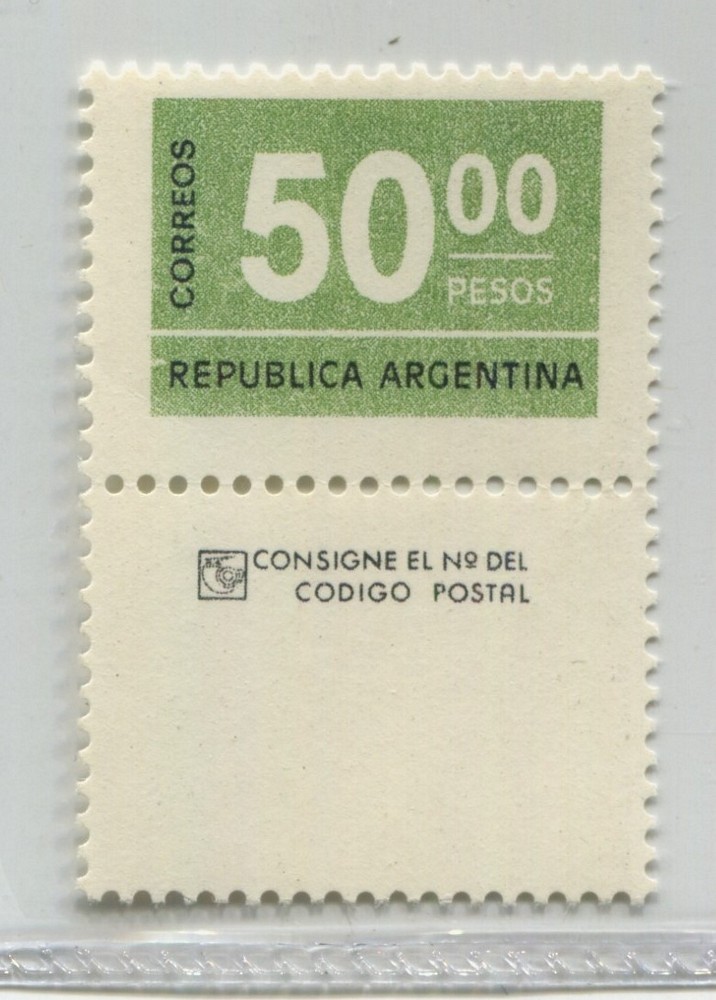 CORREOS
50 00
PESOS
REPUBLICA ARGENTINA
CONSIGNE EL Nº DEL
CODIGO POSTAL